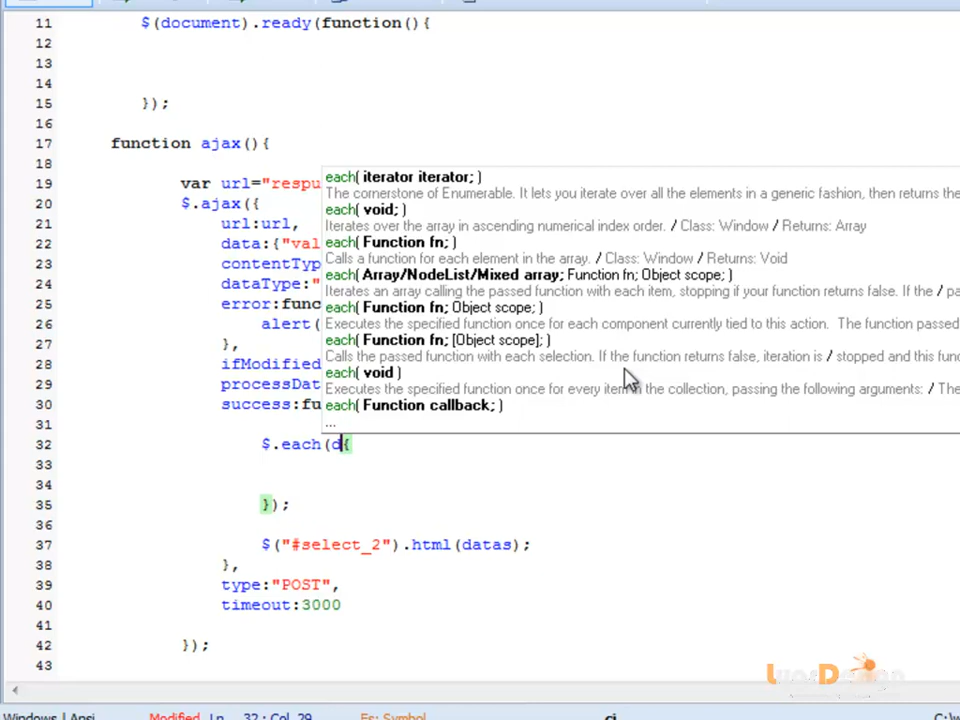 11 $(document).ready(function(){
12
13
14
15 });
16
17 function ajax(){
18
19 var url="respu
20 $.ajax({
21 url:url,
22 data:{"val
23 contentTyp
24 dataType:"
25 error:func
26 alert(
27 },
28 ifModified
29 processDat
30 success:fu
31
32 $.each(d{
33
34
35 });
36
37 $("#select_2").html(datas);
38 },
39 type:"POST",
40 timeout:3000
41
42 });
43
each( iterator iterator; )
The cornerstone of Enumerable. It lets you iterate over all the elements in a generic fashion, then returns the
each( void; )
Iterates over the array in ascending numerical index order. / Class: Window / Returns: Array
each( Function fn; )
Calls a function for each element in the array. / Class: Window / Returns: Void
each( Array/NodeList/Mixed array; Function fn; Object scope; )
Iterates an array calling the passed function with each item, stopping if your function returns false. If the / pa
each( Function fn; Object scope; )
Executes the specified function once for each component currently tied to this action. The function passed
each( Function fn; [Object scope]; )
Calls the passed function with each selection. If the function returns false, iteration is / stopped and this fun
each( void )
Executes the specified function once for every item in the collection, passing the following arguments: / The
each( Function callback; )
...
Windows | Ansi Modified Ln 32 : Col 29 Es: Symbol C:\w